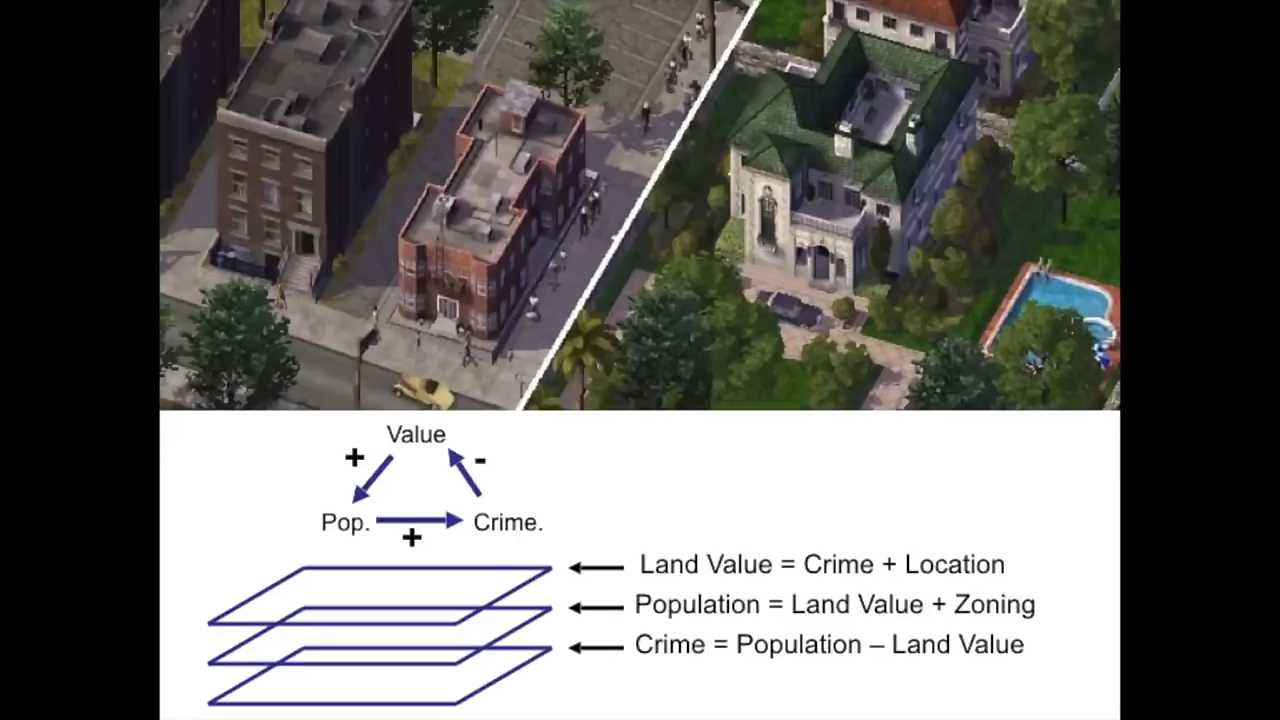 Value
+
-
Pop.
Crime.
+
Land Value = Crime + Location
Population = Land Value + Zoning
Crime = Population – Land Value